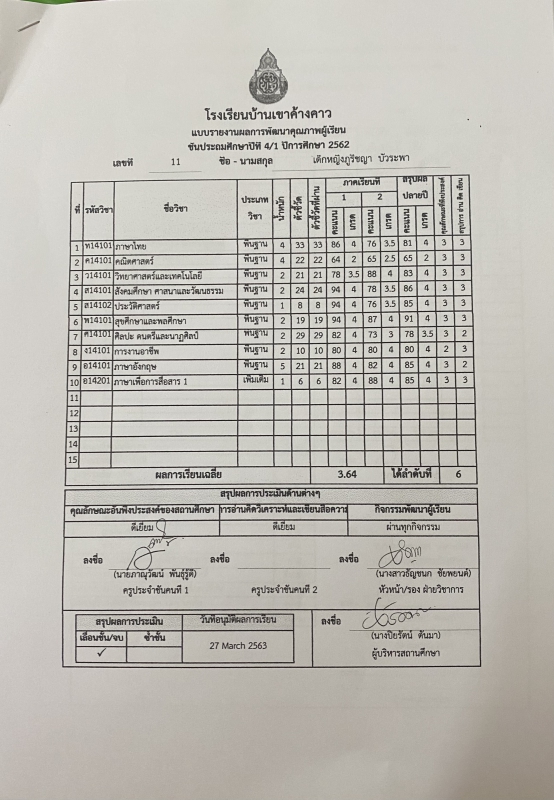 โรงเรียนบ้านเขาค้างคาว
แบบรายงานผลการพัฒนาคุณภาพผู้เรียน
ชั้นประถมศึกษาปีที่ 4/1 ปีการศึกษา 2562
เลขที่ 11 ชื่อ - นามสกุล เด็กหญิงภูริชญา บัวระพา
ที่ รหัสวิชา ชื่อวิชา ประเภทวิชา น้ำหนัก ตัวชี้วัด ตัวชี้วัดที่ผ่าน ภาคเรียนที่ สรุปผลปลายปี คุณลักษณะที่พึงประสงค์ สรุปการ อ่าน คิด เขียน
1 2
คะแนน เกรด คะแนน เกรด คะแนน เกรด
1 ท14101 ภาษาไทย พื้นฐาน 4 33 33 86 4 76 3.5 81 4 3 3
2 ค14101 คณิตศาสตร์ พื้นฐาน 4 22 22 64 2 65 2.5 65 2 3 3
3 ว14101 วิทยาศาสตร์และเทคโนโลยี พื้นฐาน 2 21 21 78 3.5 88 4 83 4 3 3
4 ส14101 สังคมศึกษา ศาสนาและวัฒนธรรม พื้นฐาน 2 24 24 94 4 78 3.5 86 4 3 3
5 ส14102 ประวัติศาสตร์ พื้นฐาน 1 8 8 94 4 76 3.5 85 4 3 3
6 พ14101 สุขศึกษาและพลศึกษา พื้นฐาน 2 19 19 94 4 87 4 91 4 3 3
7 ศ14101 ศิลปะ ดนตรีและนาฏศิลป์ พื้นฐาน 2 29 29 82 4 73 3 78 3.5 3 2
8 ง14101 การงานอาชีพ พื้นฐาน 2 10 10 80 4 80 4 80 4 2 3
9 อ14101 ภาษาอังกฤษ พื้นฐาน 5 21 21 88 4 82 4 85 4 3 2
10 อ14201 ภาษาเพื่อการสื่อสาร 1 เพิ่มเติม 1 6 6 82 4 88 4 85 4 3 3
11
12
13
14
15
ผลการเรียนเฉลี่ย 3.64 ได้ลำดับที่ 6
สรุปผลการประเมินด้านต่างๆ
คุณลักษณะอันพึงประสงค์ของสถานศึกษา การอ่านคิดวิเคราะห์และเขียนสื่อความ กิจกรรมพัฒนาผู้เรียน
ดีเยี่ยม ดีเยี่ยม ผ่านทุกกิจกรรม
ลงชื่อ ลงชื่อ ลงชื่อ
(นายภาณุวัฒน์ พันธุ์รู้ดี) (นางสาวธัญชนก ชัยพยนต์)
ครูประจำชั้นคนที่ 1 ครูประจำชั้นคนที่ 2 หัวหน้า/รอง ฝ่ายวิชาการ
สรุปผลการประเมิน วันที่อนุมัติผลการเรียน ลงชื่อ
เลื่อนชั้น/จบ ซ้ำชั้น (นางปิยรัตน์ ตันมา)
✓ 27 March 2563 ผู้บริหารสถานศึกษา